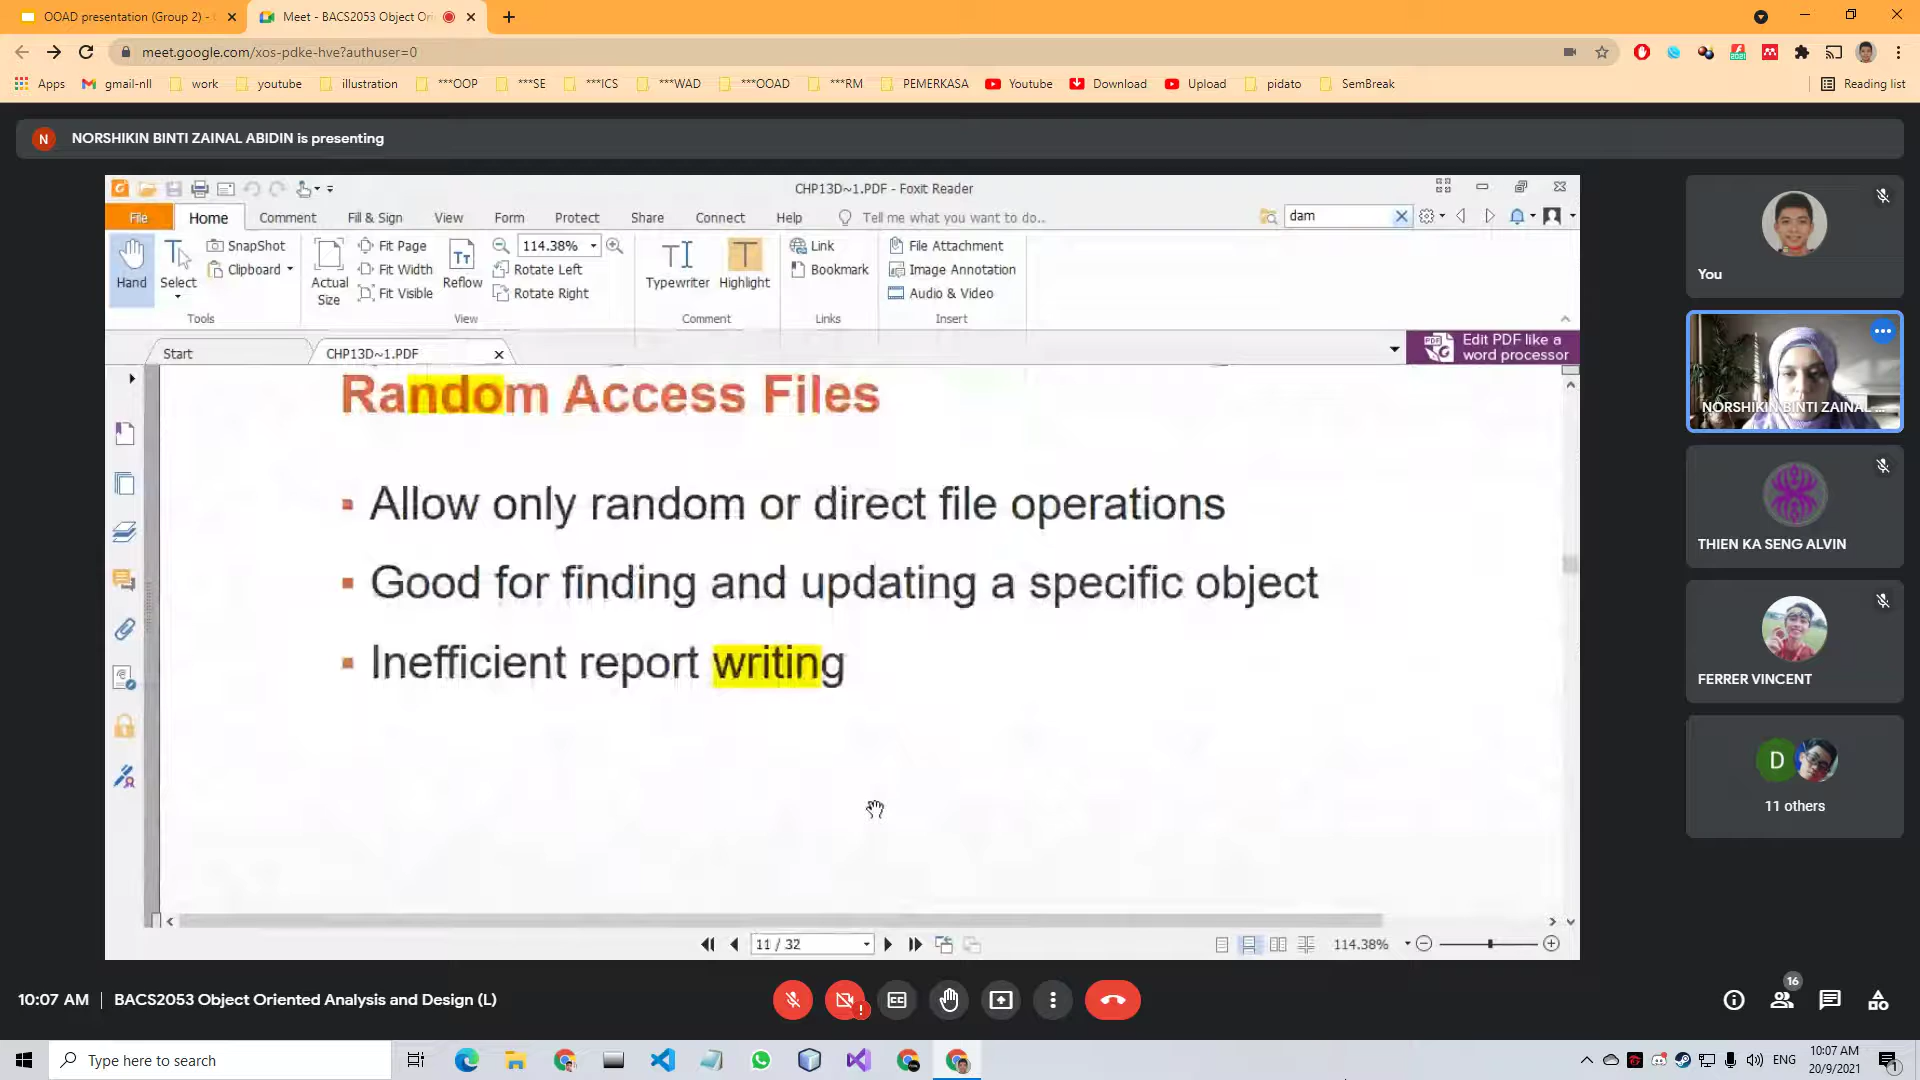 OOAD presentation (Group 2) -
Meet - BACS2053 Object Ori
meet.google.com/xos-pdke-hve?authuser=0
Apps gmail-nll work youtube illustration ***OOP ***SE ***ICS ***WAD ***OOAD ***RM PEMERKASA Youtube Download Upload pidato SemBreak Reading list
N NORSHIKIN BINTI ZAINAL ABIDIN is presenting
CHP13D~1.PDF - Foxit Reader
File Home Comment Fill & Sign View Form Protect Share Connect Help Tell me what you want to do.. dam
Hand
Select
SnapShot
Clipboard
Tools
Actual
Size
Fit Page
Fit Width
Fit Visible
Reflow
114.38%
Rotate Left
Rotate Right
View
Typewriter
Highlight
Comment
Link
Bookmark
Links
File Attachment
Image Annotation
Audio & Video
Insert
Start
CHP13D~1.PDF
Edit PDF like a
word processor
Random Access Files
▪ Allow only random or direct file operations
▪ Good for finding and updating a specific object
▪ Inefficient report writing
11 / 32
114.38%
You
NORSHIKIN BINTI ZAINAL ...
THIEN KA SENG ALVIN
FERRER VINCENT
D
11 others
10:07 AM | BACS2053 Object Oriented Analysis and Design (L)
16
Type here to search
ENG
10:07 AM
20/9/2021
1